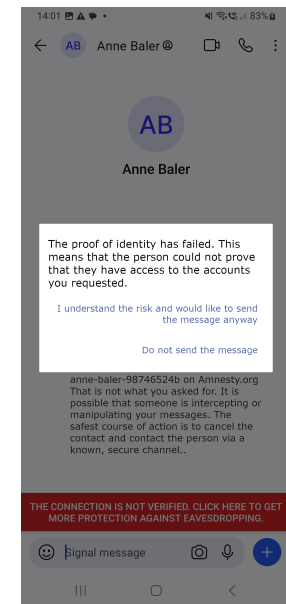 14:01 83%
AB Anne Baler
AB
Anne Baler
The proof of identity has failed. This
means that the person could not prove
that they have access to the accounts
you requested.
I understand the risk and would like to send
the message anyway
Do not send the message
anne-baler-98746524b on Amnesty.org
That is not what you asked for. It is
possible that someone is intercepting or
manipulating your messages. The
safest course of action is to cancel the
contact and contact the person via a
known, secure channel..
THE CONNECTION IS NOT VERIFIED. CLICK HERE TO GET
MORE PROTECTION AGAINST EAVESDROPPING.
Signal message